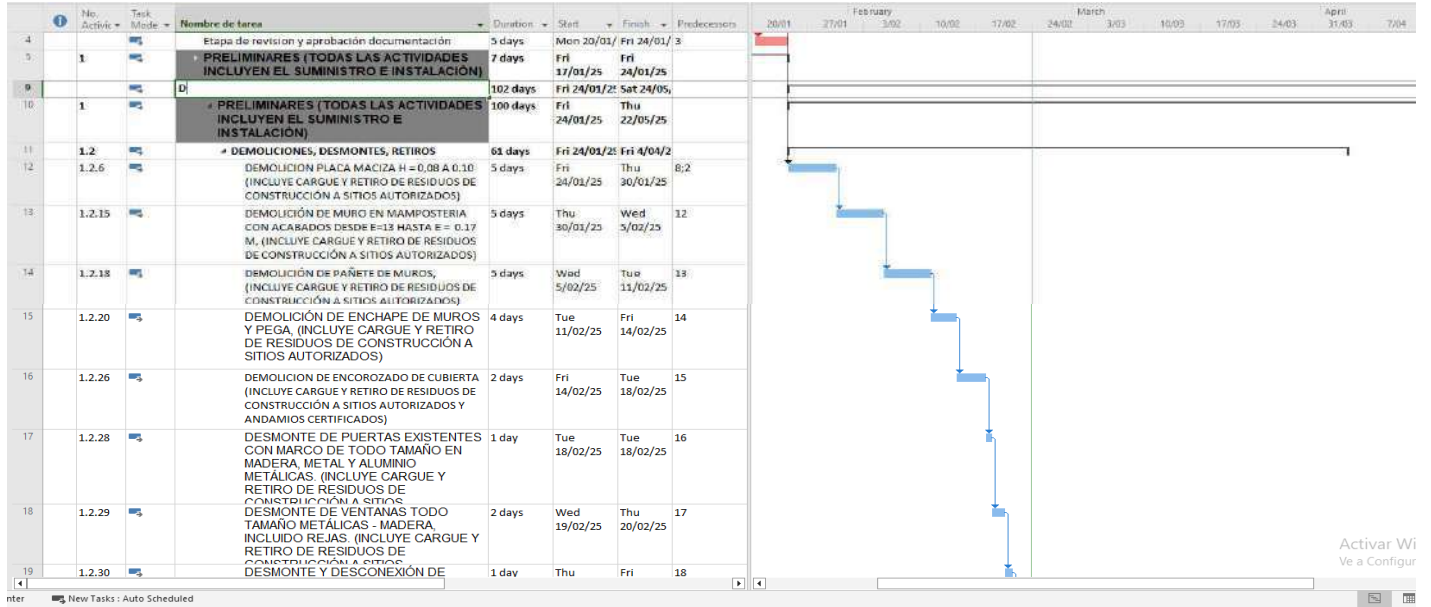 No. Task
Activic Mode Nombre de tarea Duration Start Finish Predecessors
February March April
20/01 27/01 3/02 10/02 17/02 24/02 3/03 10/03 17/03 24/03 31/03 7/04
4 Etapa de revision y aprobación documentación 5 days Mon 20/01/ Fri 24/01/ 3
5 1 PRELIMINARES (TODAS LAS ACTIVIDADES 7 days Fri Fri
INCLUYEN EL SUMINISTRO E INSTALACIÓN) 17/01/25 24/01/25
9 D 102 days Fri 24/01/2 Sat 24/05,
10 1 PRELIMINARES (TODAS LAS ACTIVIDADES 100 days Fri Thu
INCLUYEN EL SUMINISTRO E 24/01/25 22/05/25
INSTALACIÓN)
11 1.2 DEMOLICIONES, DESMONTES, RETIROS 61 days Fri 24/01/2 Fri 4/04/2
12 1.2.6 DEMOLICION PLACA MACIZA H = 0,08 A 0.10 5 days Fri Thu 8;2
(INCLUYE CARGUE Y RETIRO DE RESIDUOS DE 24/01/25 30/01/25
CONSTRUCCIÓN A SITIOS AUTORIZADOS)
13 1.2.15 DEMOLICIÓN DE MURO EN MAMPOSTERIA 5 days Thu Wed 12
CON ACABADOS DESDE E=13 HASTA E = 0.17 30/01/25 5/02/25
M, (INCLUYE CARGUE Y RETIRO DE RESIDUOS
DE CONSTRUCCIÓN A SITIOS AUTORIZADOS)
14 1.2.18 DEMOLICIÓN DE PAÑETE DE MUROS, 5 days Wed Tue 13
(INCLUYE CARGUE Y RETIRO DE RESIDUOS DE 5/02/25 11/02/25
CONSTRUCCIÓN A SITIOS AUTORIZADOS)
15 1.2.20 DEMOLICIÓN DE ENCHAPE DE MUROS 4 days Tue Fri 14
Y PEGA, (INCLUYE CARGUE Y RETIRO 11/02/25 14/02/25
DE RESIDUOS DE CONSTRUCCIÓN A
SITIOS AUTORIZADOS)
16 1.2.26 DEMOLICION DE ENCOROZADO DE CUBIERTA 2 days Fri Tue 15
(INCLUYE CARGUE Y RETIRO DE RESIDUOS DE 14/02/25 18/02/25
CONSTRUCCIÓN A SITIOS AUTORIZADOS Y
ANDAMIOS CERTIFICADOS)
17 1.2.28 DESMONTE DE PUERTAS EXISTENTES 1 day Tue Tue 16
CON MARCO DE TODO TAMAÑO EN 18/02/25 18/02/25
MADERA, METAL Y ALUMINIO
METÁLICAS. (INCLUYE CARGUE Y
RETIRO DE RESIDUOS DE
CONSTRUCCIÓN A SITIOS
18 1.2.29 DESMONTE DE VENTANAS TODO 2 days Wed Thu 17
TAMAÑO METÁLICAS - MADERA, 19/02/25 20/02/25
INCLUIDO REJAS. (INCLUYE CARGUE Y
RETIRO DE RESIDUOS DE
CONSTRUCCIÓN A SITIOS
19 1.2.30 DESMONTE Y DESCONEXIÓN DE 1 day Thu Fri 18
Activar Wi
Ve a Configur
nter New Tasks : Auto Scheduled